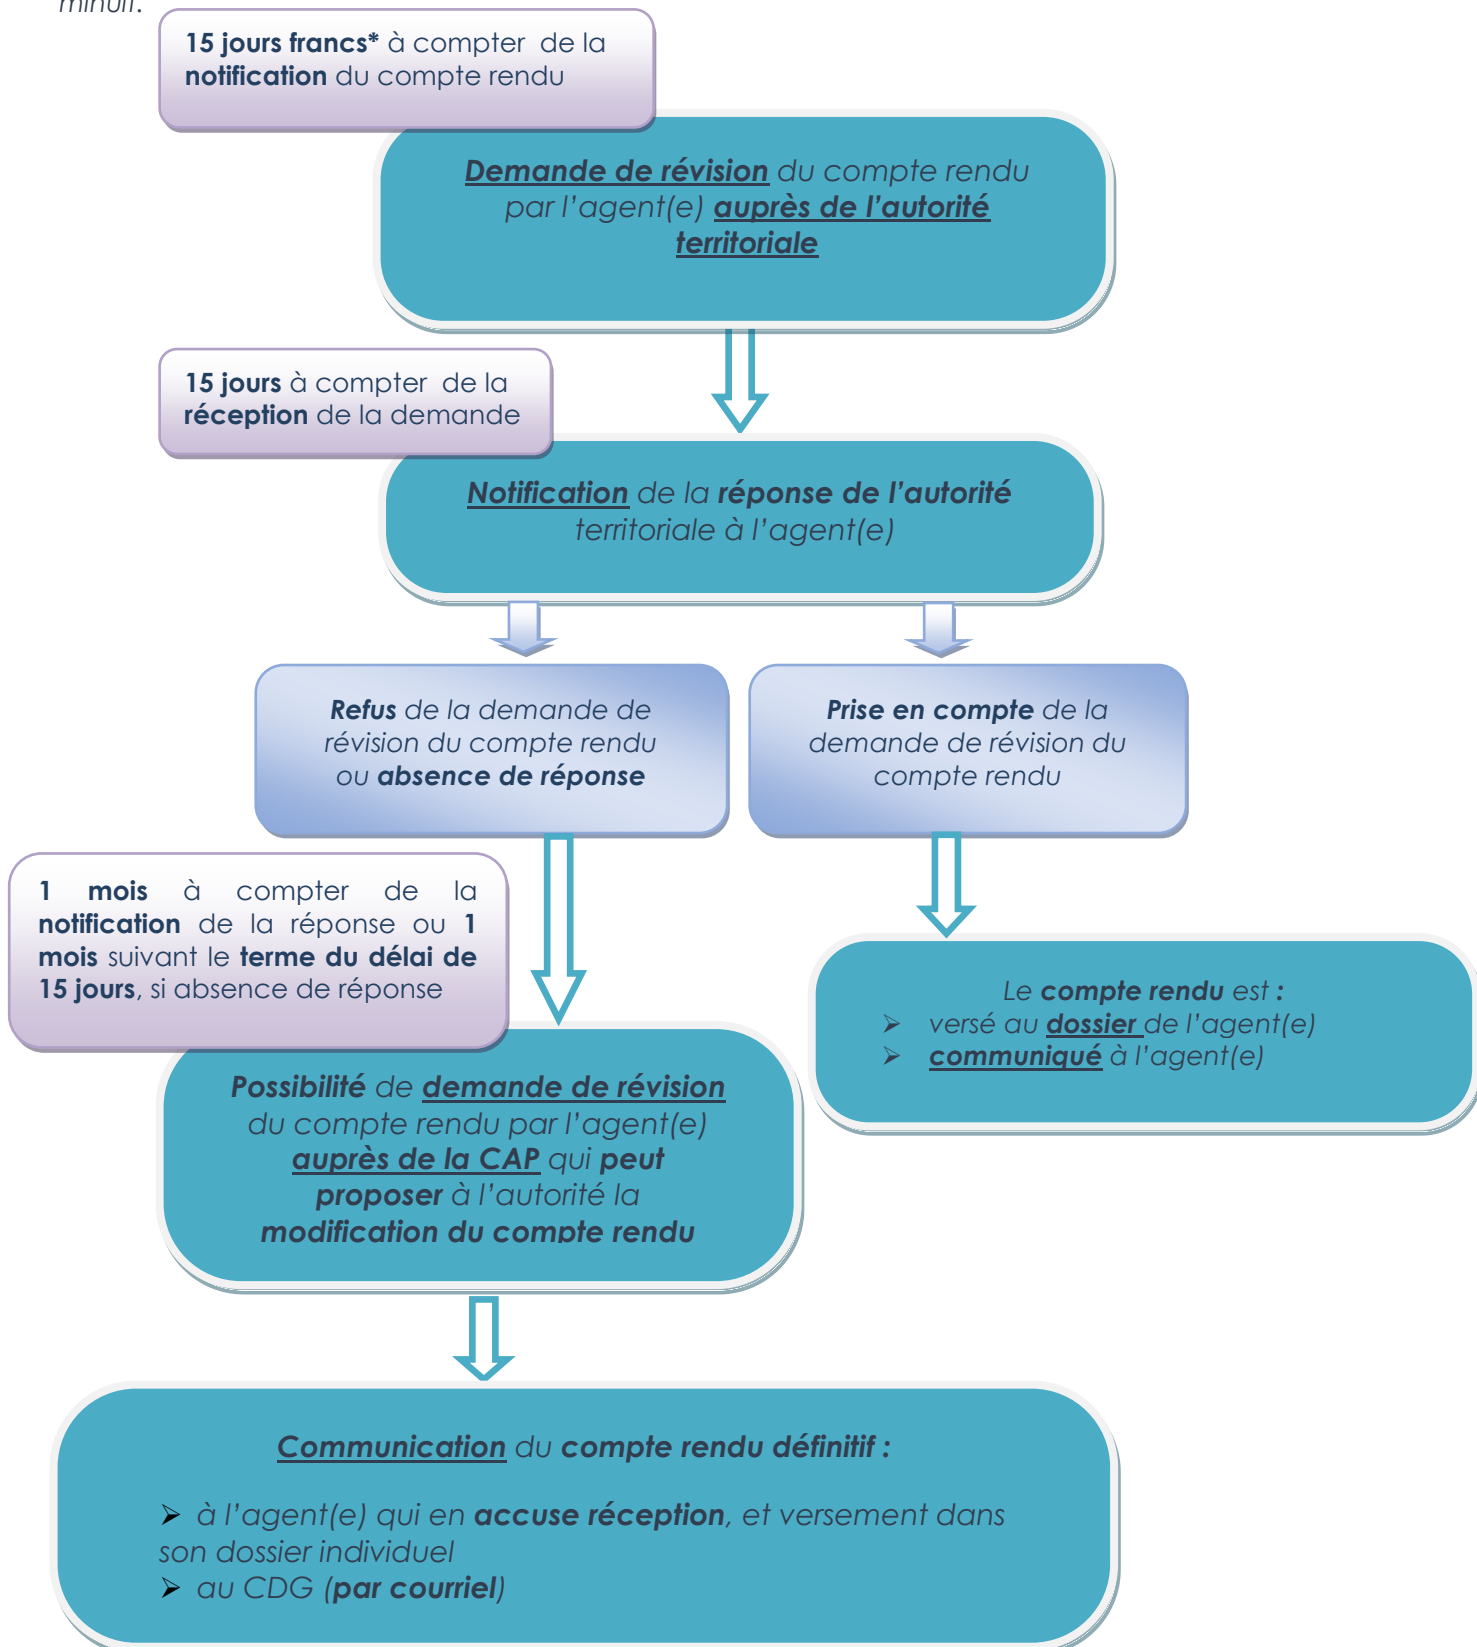 minuit.
15 jours francs* à compter de la
notification du compte rendu
Demande de révision du compte rendu
par l’agent(e) auprès de l’autorité
territoriale
15 jours à compter de la
réception de la demande
Notification de la réponse de l’autorité
territoriale à l’agent(e)
Refus de la demande de
révision du compte rendu
ou absence de réponse
Prise en compte de la
demande de révision du
compte rendu
1 mois à compter de la
notification de la réponse ou 1
mois suivant le terme du délai de
15 jours, si absence de réponse
Le compte rendu est :
➢ versé au dossier de l’agent(e)
➢ communiqué à l’agent(e)
Possibilité de demande de révision
du compte rendu par l’agent(e)
auprès de la CAP qui peut
proposer à l’autorité la
modification du compte rendu
Communication du compte rendu définitif :
➢ à l’agent(e) qui en accuse réception, et versement dans
son dossier individuel
➢ au CDG (par courriel)